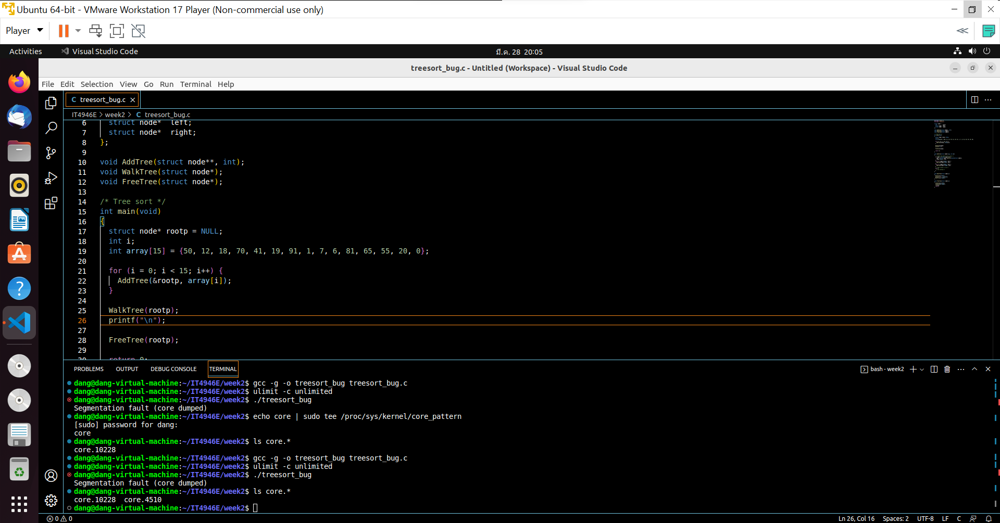 Ubuntu 64-bit - VMware Workstation 17 Player (Non-commercial use only)
Player
Activities
Visual Studio Code
มี.ค. 28 20:05
treesort_bug.c - Untitled (Workspace) - Visual Studio Code
File Edit Selection View Go Run Terminal Help
C treesort_bug.c
IT4946E > week2 > C treesort_bug.c
6 struct node* left;
7 struct node* right;
8 };
9
10 void AddTree(struct node**, int);
11 void WalkTree(struct node*);
12 void FreeTree(struct node*);
13
14 /* Tree sort */
15 int main(void)
16 {
17 struct node* rootp = NULL;
18 int i;
19 int array[15] = {50, 12, 18, 70, 41, 19, 91, 1, 7, 6, 81, 65, 55, 20, 0};
20
21 for (i = 0; i < 15; i++) {
22 AddTree(&rootp, array[i]);
23 }
24
25 WalkTree(rootp);
26 printf("\n");
27
28 FreeTree(rootp);
29
30 return 0;
PROBLEMS OUTPUT DEBUG CONSOLE TERMINAL
bash - week2
dang@dang-virtual-machine:~/IT4946E/week2$ gcc -g -o treesort_bug treesort_bug.c
dang@dang-virtual-machine:~/IT4946E/week2$ ulimit -c unlimited
dang@dang-virtual-machine:~/IT4946E/week2$ ./treesort_bug
Segmentation fault (core dumped)
dang@dang-virtual-machine:~/IT4946E/week2$ echo core | sudo tee /proc/sys/kernel/core_pattern
[sudo] password for dang:
core
dang@dang-virtual-machine:~/IT4946E/week2$ ls core.*
core.10228
dang@dang-virtual-machine:~/IT4946E/week2$ gcc -g -o treesort_bug treesort_bug.c
dang@dang-virtual-machine:~/IT4946E/week2$ ulimit -c unlimited
dang@dang-virtual-machine:~/IT4946E/week2$ ./treesort_bug
Segmentation fault (core dumped)
dang@dang-virtual-machine:~/IT4946E/week2$ ls core.*
core.10228 core.4510
dang@dang-virtual-machine:~/IT4946E/week2$
0 0
Ln 26, Col 16 Spaces: 2 UTF-8 LF C